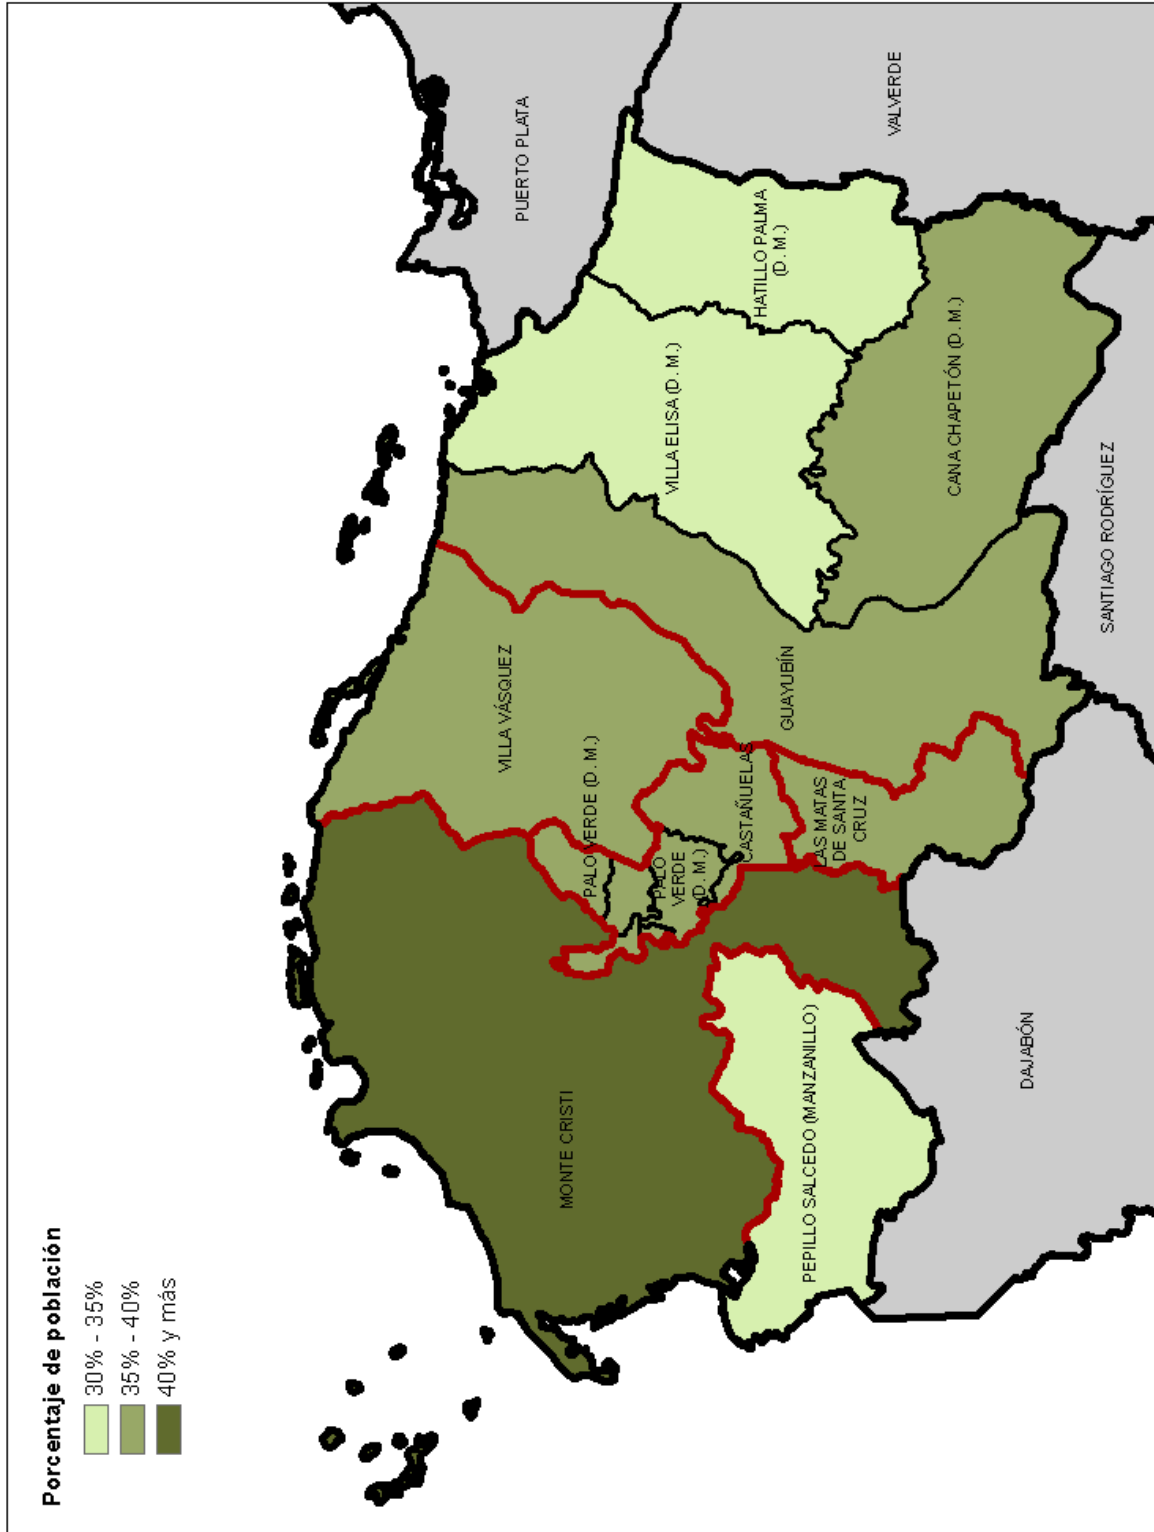 Porcentaje de población
30% - 35%
35% - 40%
40% y más
PUERTO PLATA
VALVERDE
HATILLO PALMA
(D. M.)
VILLA ELISA (D. M.)
CANA CHAPETÓN (D. M.)
SANTIAGO RODRÍGUEZ
VILLA VÁSQUEZ
GUAYUBÍN
PALO VERDE (D. M.)
CASTAÑUELAS
PALO
VERDE
(D. M.)
LAS MATAS
DE SANTA
CRUZ
MONTE CRISTI
PEPILLO SALCEDO (MANZANILLO)
DAJABÓN